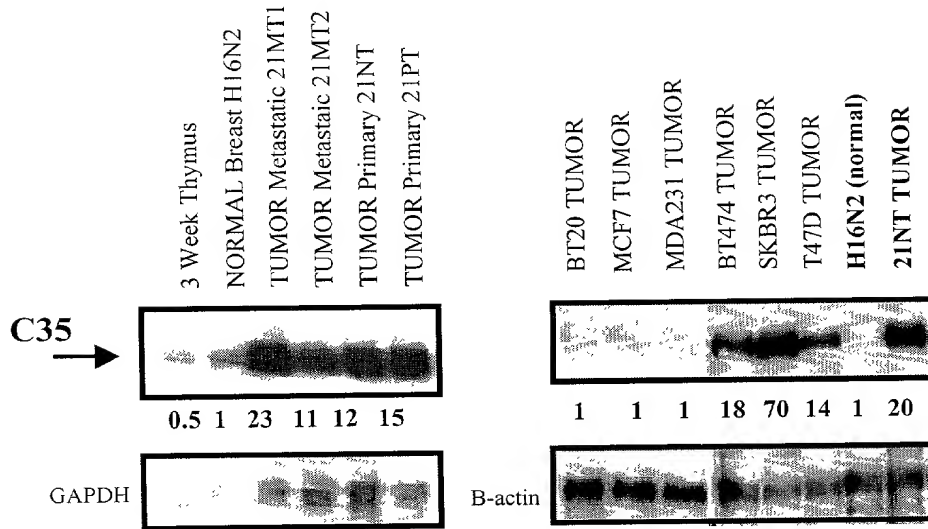 3 Week Thymus
NORMAL Breast H16N2
TUMOR Metastatic 21MT1
TUMOR Metastaic 21MT2
TUMOR Primary 21NT
TUMOR Primary 21PT
BT20 TUMOR
MCF7 TUMOR
MDA231 TUMOR
BT474 TUMOR
SKBR3 TUMOR
T47D TUMOR
H16N2 (normal)
21NT TUMOR
C35
0.5 1 23 11 12 15
1 1 1 18 70 14 1 20
GAPDH
B-actin